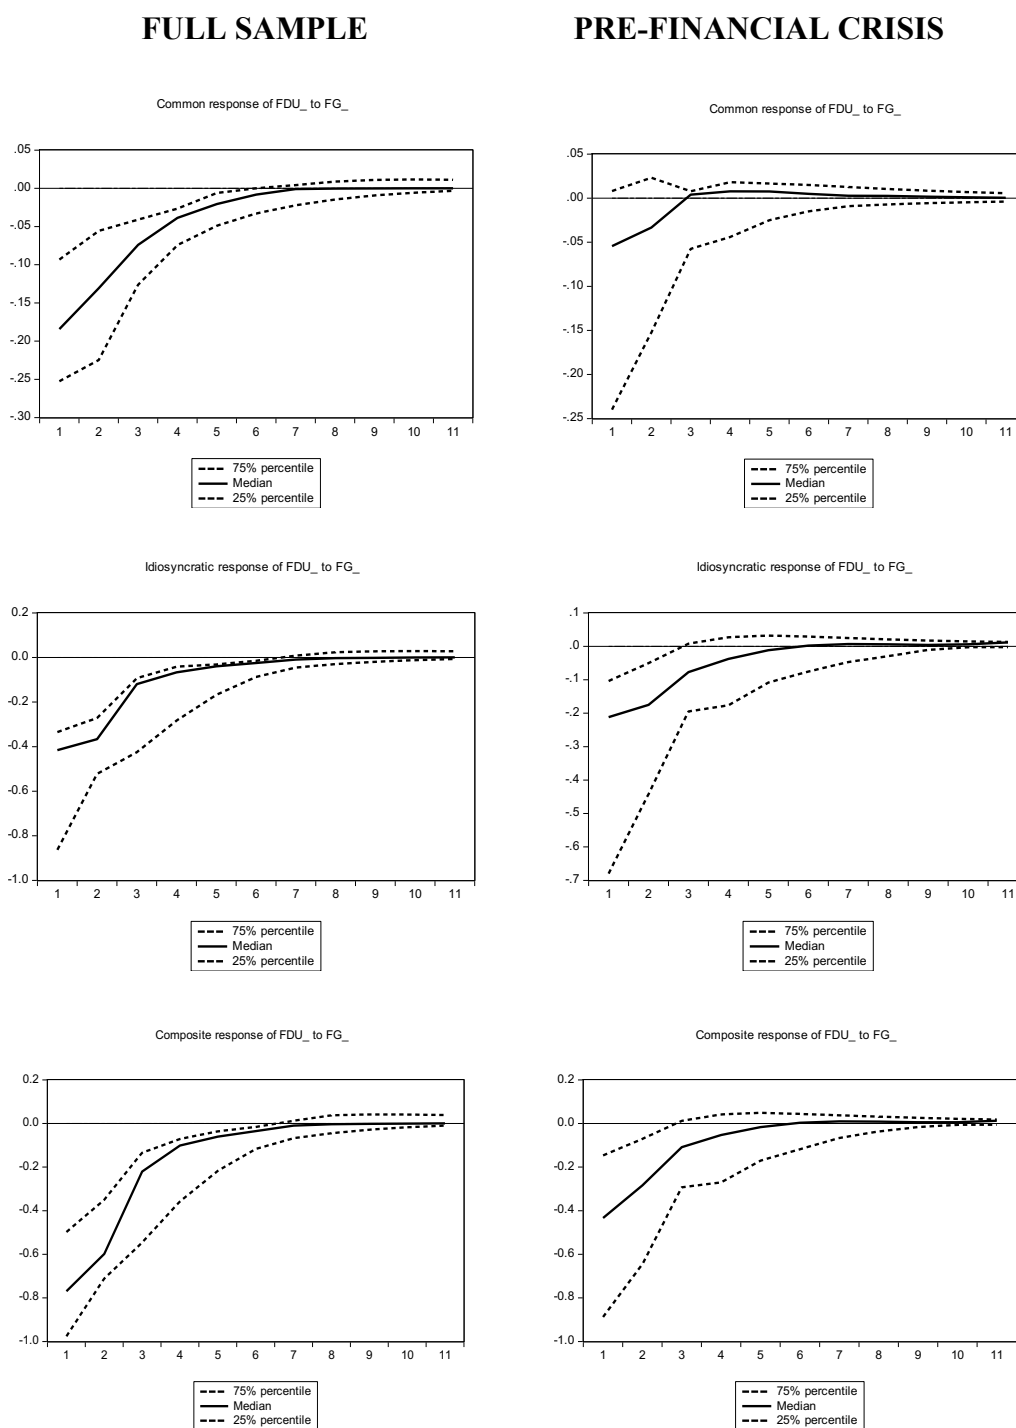 FULL SAMPLE
PRE-FINANCIAL CRISIS
Common response of FDU_ to FG_
.05
.00
-.05
-.10
-.15
-.20
-.25
-.30
1 2 3 4 5 6 7 8 9 10 11
75% percentile
Median
25% percentile
Common response of FDU_ to FG_
.05
.00
-.05
-.10
-.15
-.20
-.25
1 2 3 4 5 6 7 8 9 10 11
75% percentile
Median
25% percentile
Idiosyncratic response of FDU_ to FG_
0.2
0.0
-0.2
-0.4
-0.6
-0.8
-1.0
1 2 3 4 5 6 7 8 9 10 11
75% percentile
Median
25% percentile
Idiosyncratic response of FDU_ to FG_
.1
.0
-.1
-.2
-.3
-.4
-.5
-.6
-.7
1 2 3 4 5 6 7 8 9 10 11
75% percentile
Median
25% percentile
Composite response of FDU_ to FG_
0.2
0.0
-0.2
-0.4
-0.6
-0.8
-1.0
1 2 3 4 5 6 7 8 9 10 11
75% percentile
Median
25% percentile
Composite response of FDU_ to FG_
0.2
0.0
-0.2
-0.4
-0.6
-0.8
-1.0
1 2 3 4 5 6 7 8 9 10 11
75% percentile
Median
25% percentile